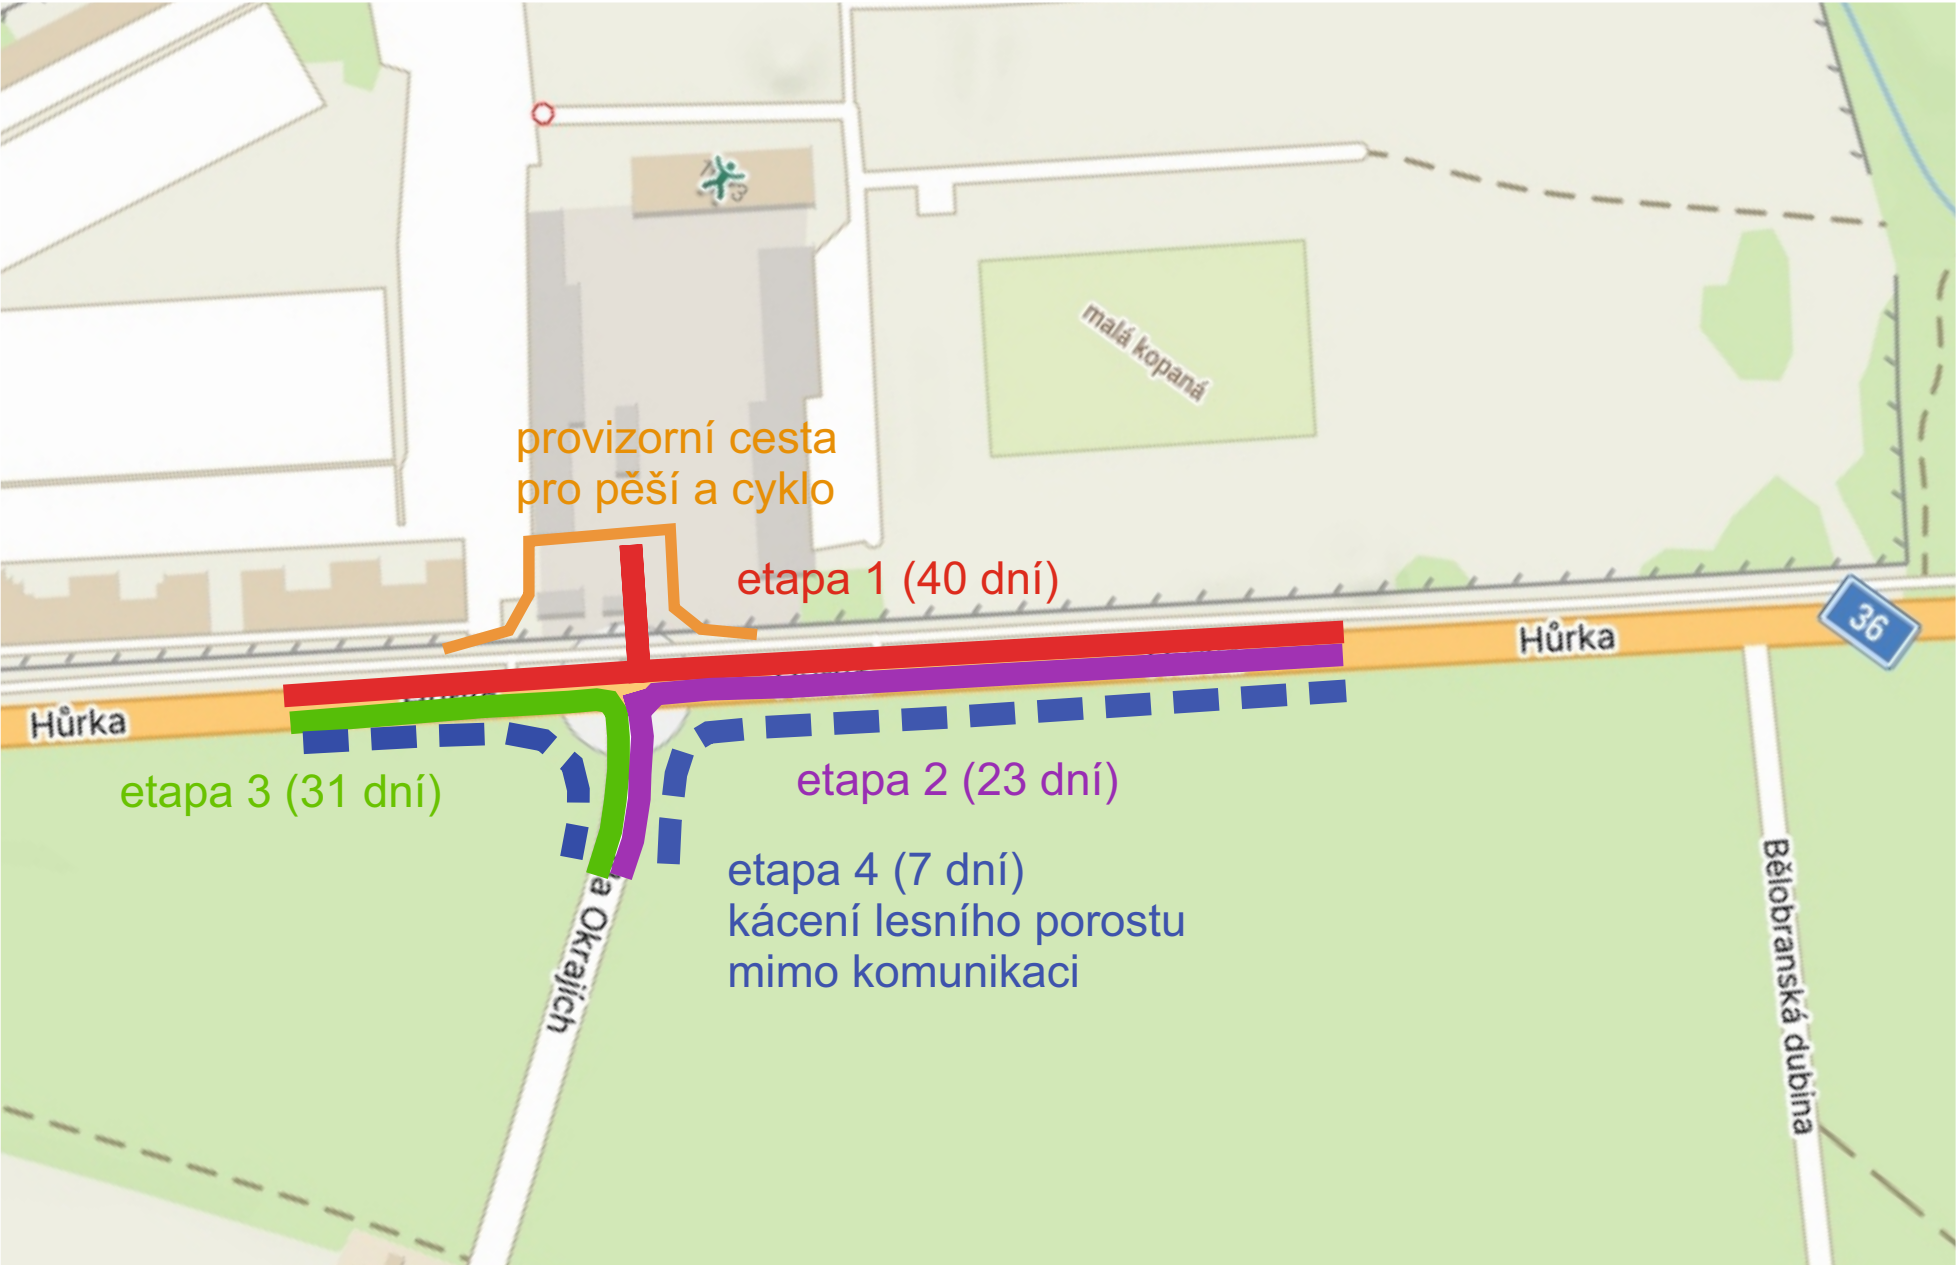 malá kopaná
provizorní cesta
pro pěší a cyklo
etapa 1 (40 dní)
36
Hůrka
Hůrka
etapa 3 (31 dní)
etapa 2 (23 dní)
etapa 4 (7 dní)
kácení lesního porostu
mimo komunikaci
a Okrajích
Bělobranská dubina